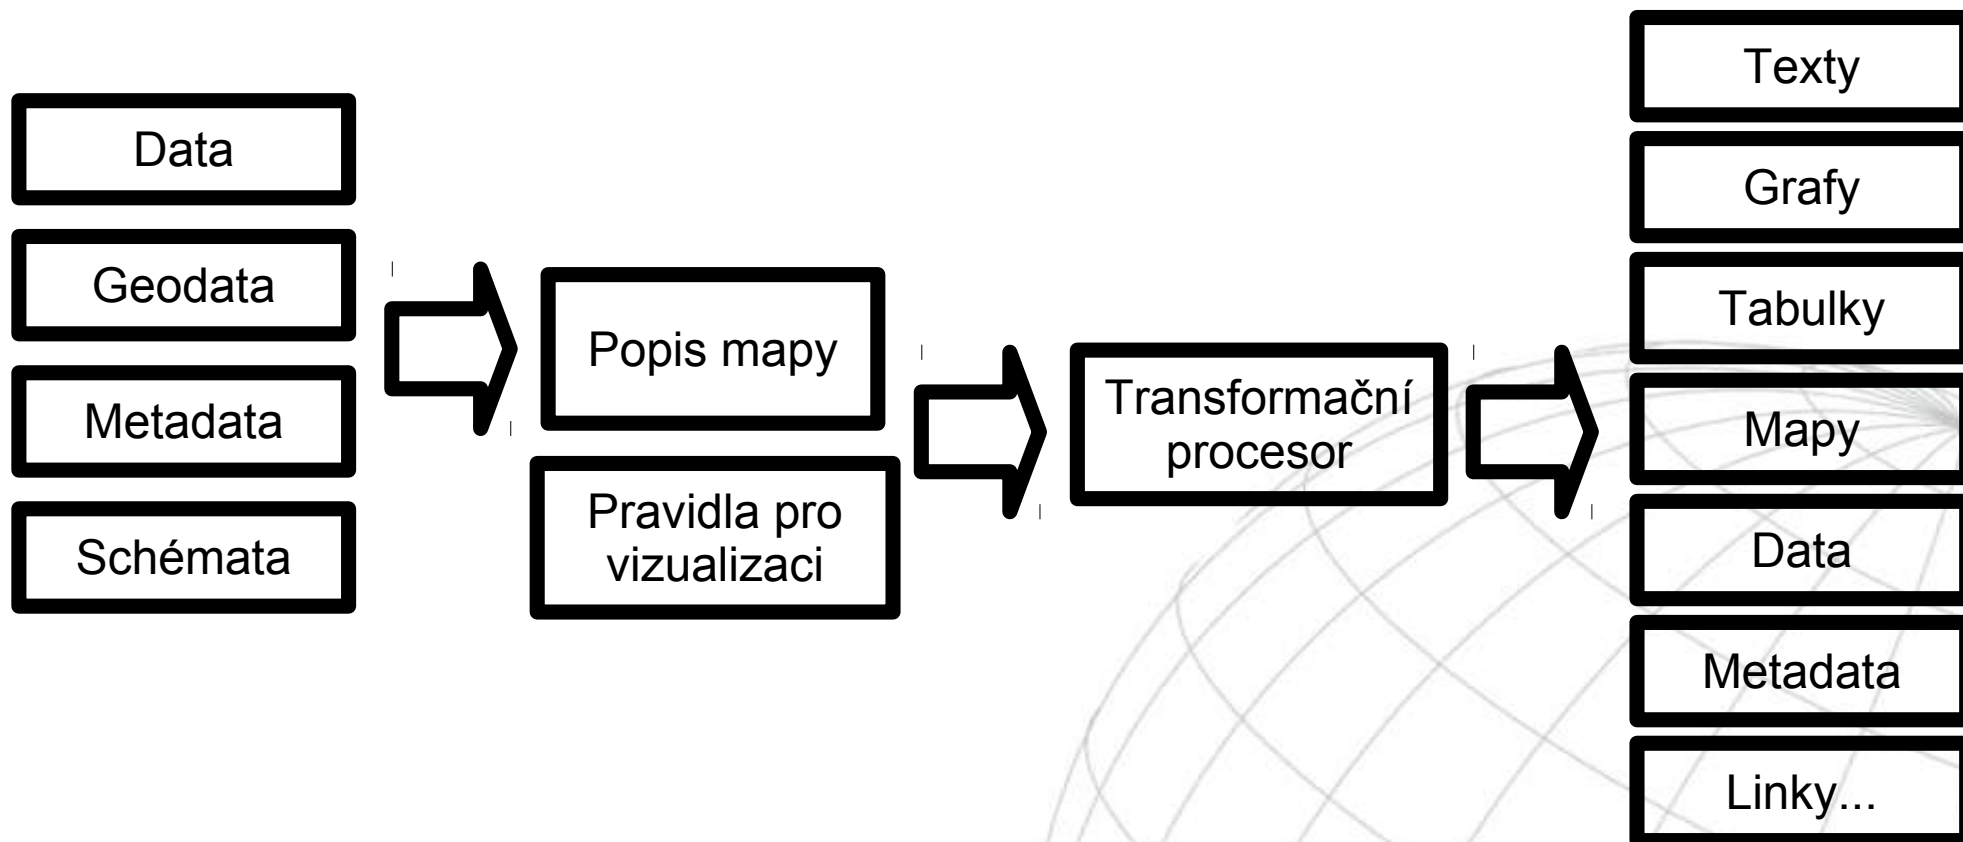 Data
Geodata
Metadata
Schémata
Popis mapy
Pravidla pro
vizualizaci
Transformační
procesor
Texty
Grafy
Tabulky
Mapy
Data
Metadata
Linky...